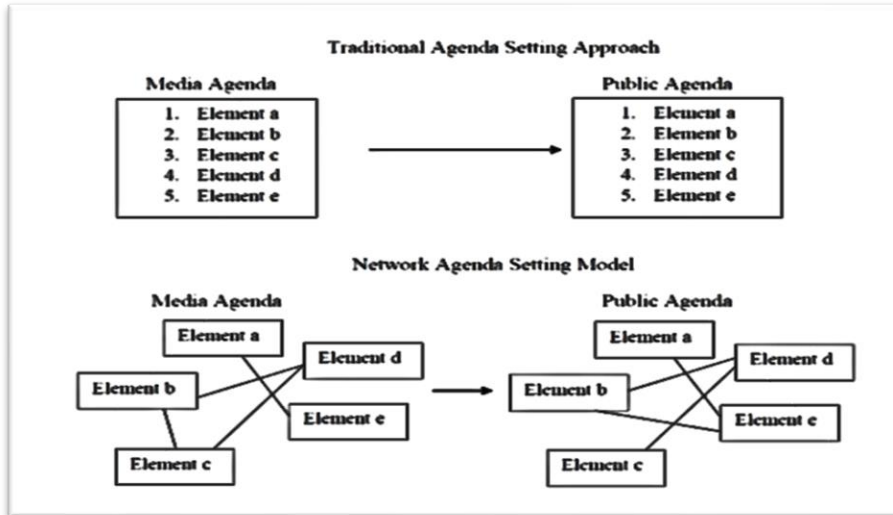 Traditional Agenda Setting Approach
Media Agenda
1. Element a
2. Element b
3. Element c
4. Element d
5. Element e
Public Agenda
1. Element a
2. Element b
3. Element c
4. Element d
5. Element e
Network Agenda Setting Model
Media Agenda
Element a
Element d
Element b
Element e
Element c
Public Agenda
Element a
Element d
Element b
Element e
Element c